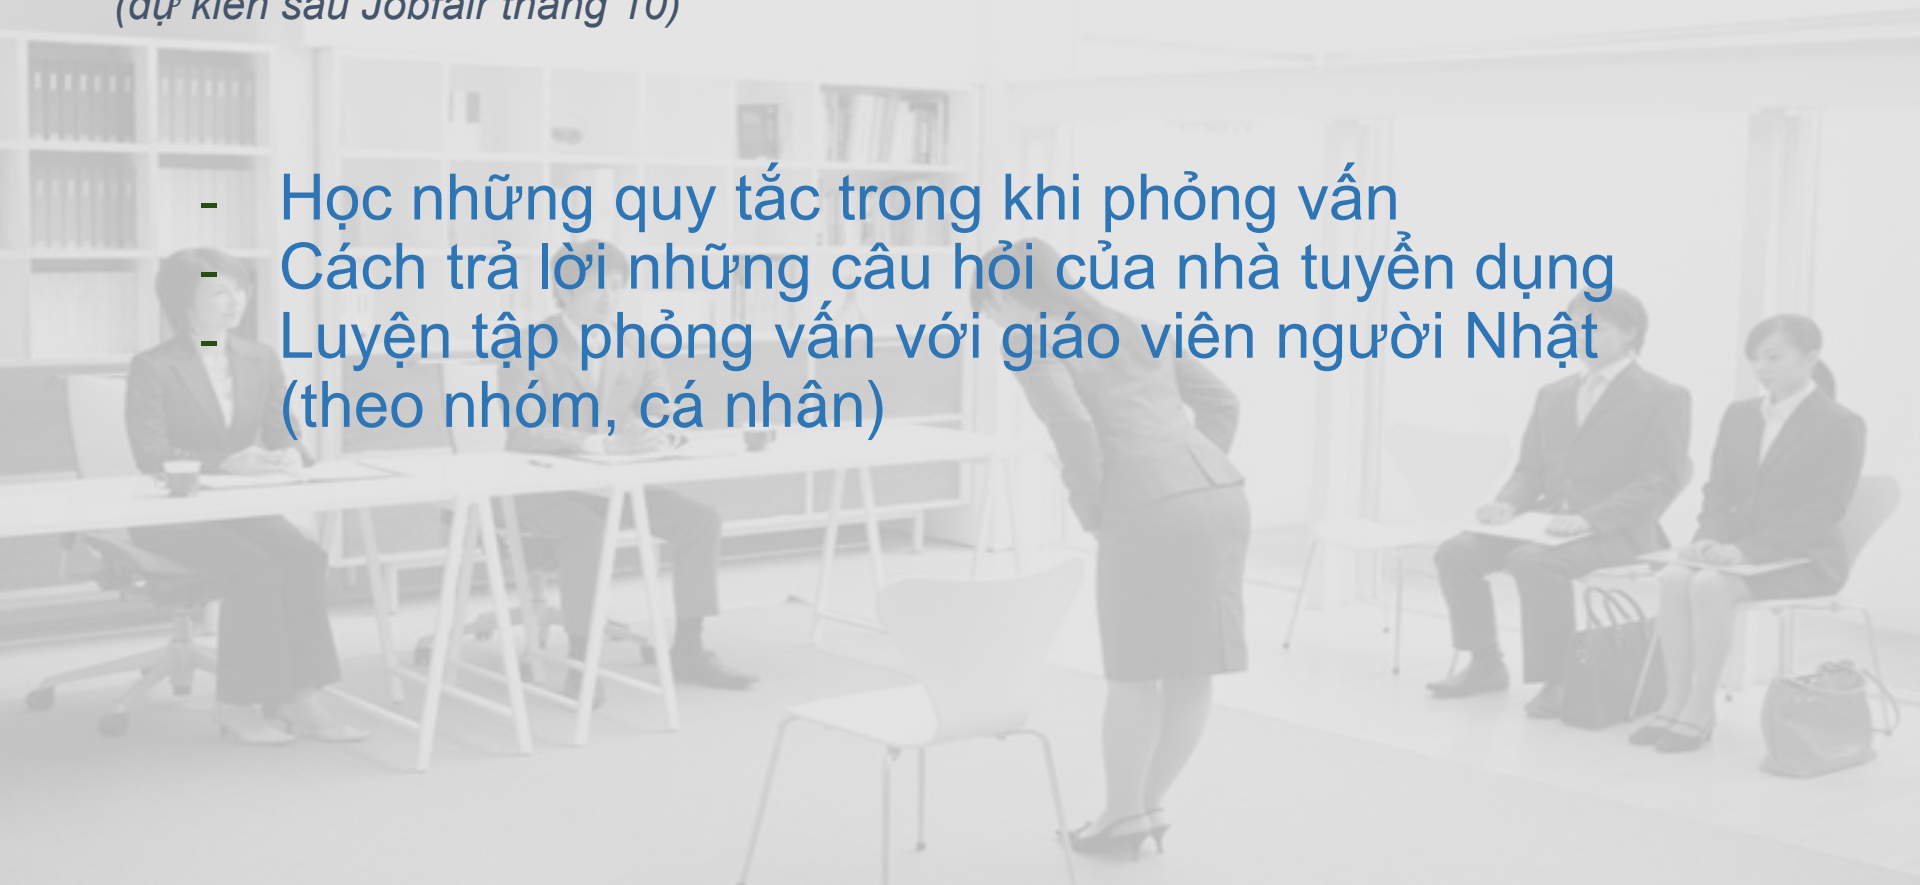 (dự kiến sau Jobfair tháng 10)
- Học những quy tắc trong khi phỏng vấn
- Cách trả lời những câu hỏi của nhà tuyển dụng
- Luyện tập phỏng vấn với giáo viên người Nhật
(theo nhóm, cá nhân)